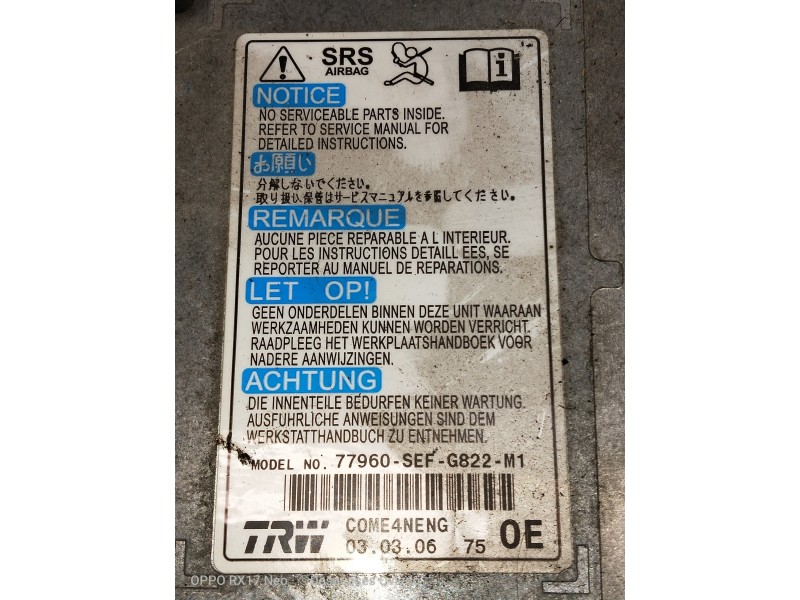 SRS
AIRBAG
NOTICE
NO SERVICEABLE PARTS INSIDE.
REFER TO SERVICE MANUAL FOR
DETAILED INSTRUCTIONS.
お願い
分解しないでください。
取り扱い、保管はサービスマニュアルを参照してください。
REMARQUE
AUCUNE PIECE REPARABLE A L INTERIEUR.
POUR LES INSTRUCTIONS DETAILL EES, SE
REPORTER AU MANUEL DE REPARATIONS.
LET OP!
GEEN ONDERDELEN BINNEN DEZE UNIT WAARAAN
WERKZAAMHEDEN KUNNEN WORDEN VERRICHT.
RAADPLEEG HET WERKPLAATSHANDBOEK VOOR
NADERE AANWIJZINGEN.
ACHTUNG
DIE INNENTEILE BEDURFEN KEINER WARTUNG.
AUSFUHRLICHE ANWEISUNGEN SIND DEM
WERKSTATTHANDBUCH ZU ENTNEHMEN.
MODEL NO. 77960-SEF-G822-M1
TRW COME4NENG
03.03.06 75 OE
OPPO RX17 Neo